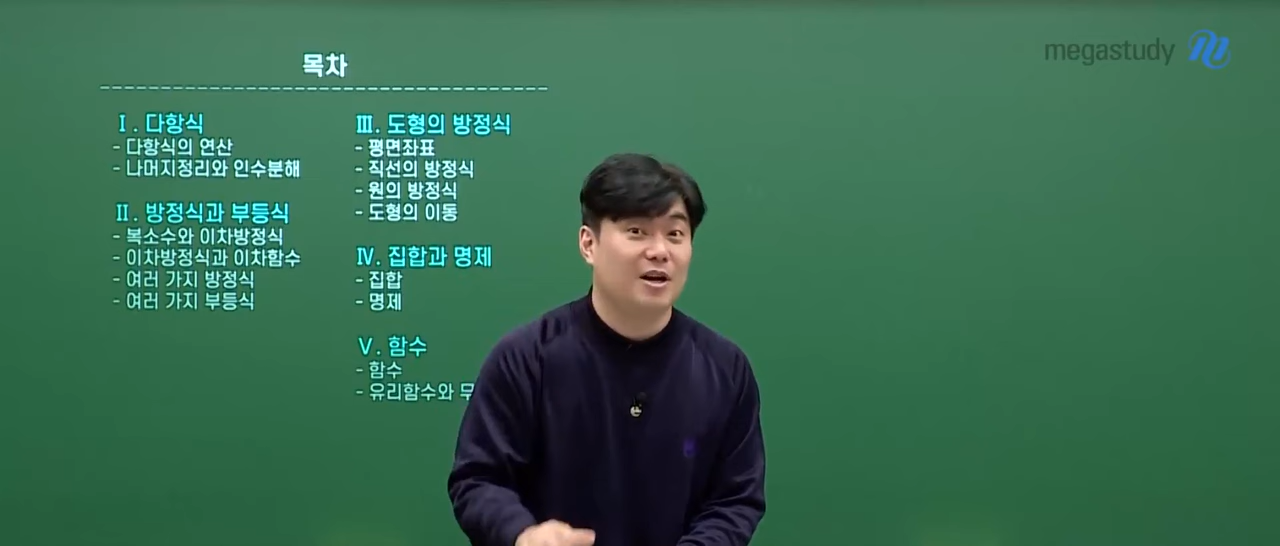 megastudy
목차
Ⅰ. 다항식
- 다항식의 연산
- 나머지정리와 인수분해
Ⅱ. 방정식과 부등식
- 복소수와 이차방정식
- 이차방정식과 이차함수
- 여러 가지 방정식
- 여러 가지 부등식
Ⅲ. 도형의 방정식
- 평면좌표
- 직선의 방정식
- 원의 방정식
- 도형의 이동
Ⅳ. 집합과 명제
- 집합
- 명제
Ⅴ. 함수
- 함수
- 유리함수와